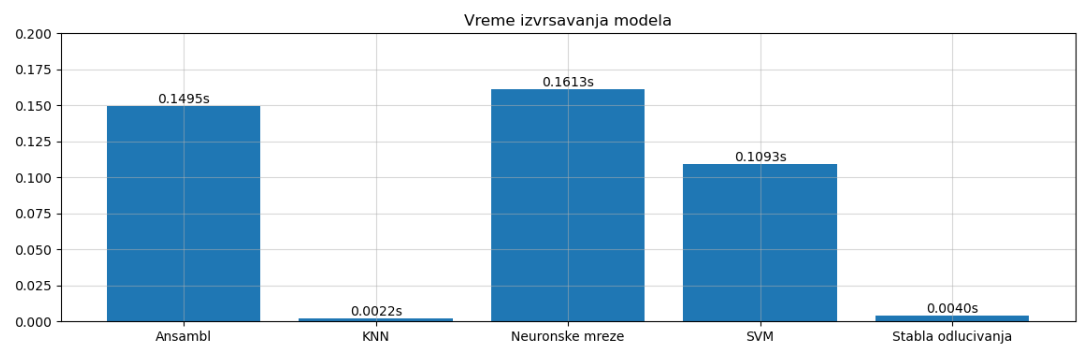 Vreme izvrsavanja modela
0.200
0.175
0.150
0.125
0.100
0.075
0.050
0.025
0.000
0.1495s
0.0022s
0.1613s
0.1093s
0.0040s
Ansambl
KNN
Neuronske mreze
SVM
Stabla odlucivanja